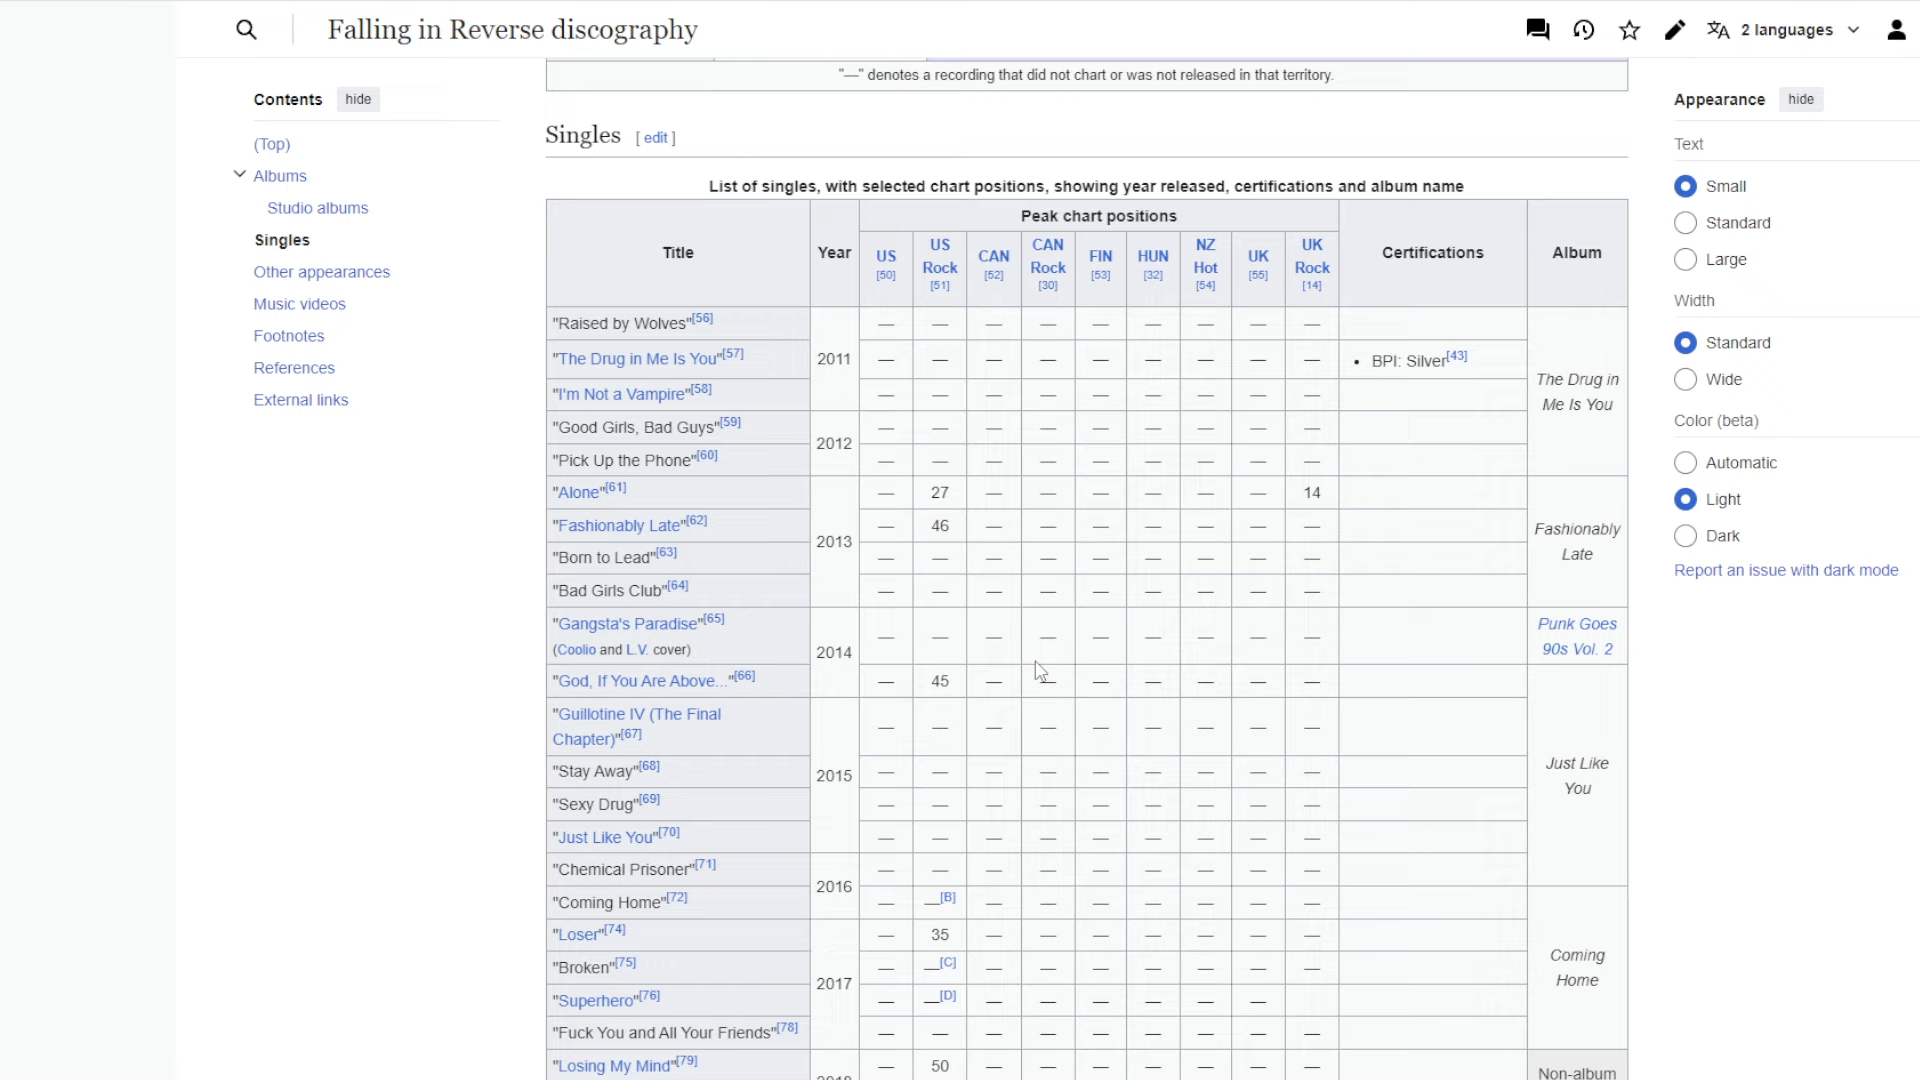 Falling in Reverse discography
2 languages
"—" denotes a recording that did not chart or was not released in that territory.
Contents hide
(Top)
Albums
Studio albums
Singles
Other appearances
Music videos
Footnotes
References
External links
Singles [ edit ]
List of singles, with selected chart positions, showing year released, certifications and album name
Title Year Peak chart positions Certifications Album
US [50] US Rock [51] CAN [52] CAN Rock [30] FIN [53] HUN [32] NZ Hot [54] UK [55] UK Rock [14]
"Raised by Wolves"[56] 2011 — — — — — — — — — The Drug in Me Is You
"The Drug in Me Is You"[57] — — — — — — — — — • BPI: Silver[43]
"I'm Not a Vampire"[58] — — — — — — — — —
"Good Girls, Bad Guys"[59] 2012 — — — — — — — — —
"Pick Up the Phone"[60] — — — — — — — — —
"Alone"[61] 2013 — 27 — — — — — — 14 Fashionably Late
"Fashionably Late"[62] — 46 — — — — — — —
"Born to Lead"[63] — — — — — — — — —
"Bad Girls Club"[64] — — — — — — — — —
"Gangsta's Paradise"[65]
(Coolio and L.V. cover) 2014 — — — — — — — — — Punk Goes 90s Vol. 2
"God, If You Are Above..."[66] — 45 — — — — — — — Just Like You
"Guillotine IV (The Final
Chapter)"[67] 2015 — — — — — — — — —
"Stay Away"[68] — — — — — — — — —
"Sexy Drug"[69] — — — — — — — — —
"Just Like You"[70] — — — — — — — — —
"Chemical Prisoner"[71] 2016 — — — — — — — — —
"Coming Home"[72] — —[B] — — — — — — — Coming Home
"Loser"[74] 2017 — 35 — — — — — — —
"Broken"[75] — —[C] — — — — — — —
"Superhero"[76] — —[D] — — — — — —
"Fuck You and All Your Friends"[78] — — — — — — — — —
"Losing My Mind"[79] 2018 — 50 — — — — — — — Non-album
Appearance hide
Text
Small
Standard
Large
Width
Standard
Wide
Color (beta)
Automatic
Light
Dark
Report an issue with dark mode